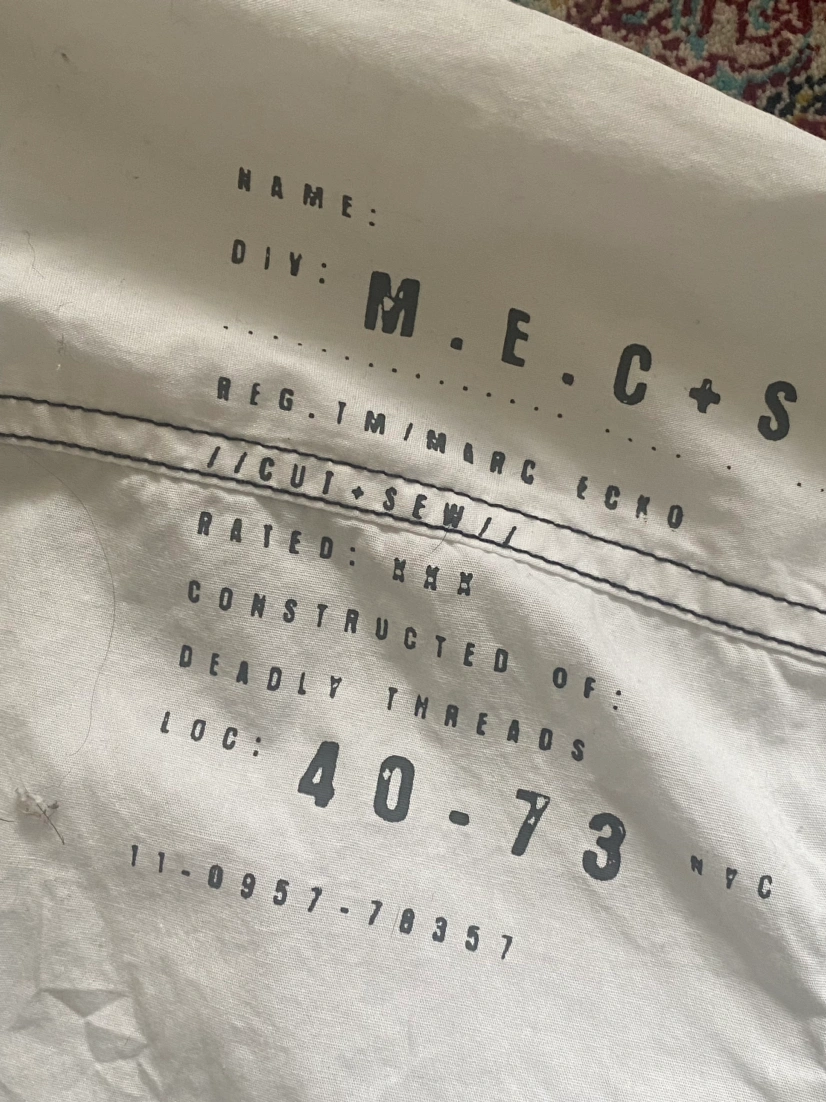 NAME:
DIV: M.E.C+S
REG.TM/MARC ECKO
//CUT+SEW//
RATED: XXX
CONSTRUCTED OF:
DEADLY THREADS
LOC: 40-73 NYC
11-0957-78357